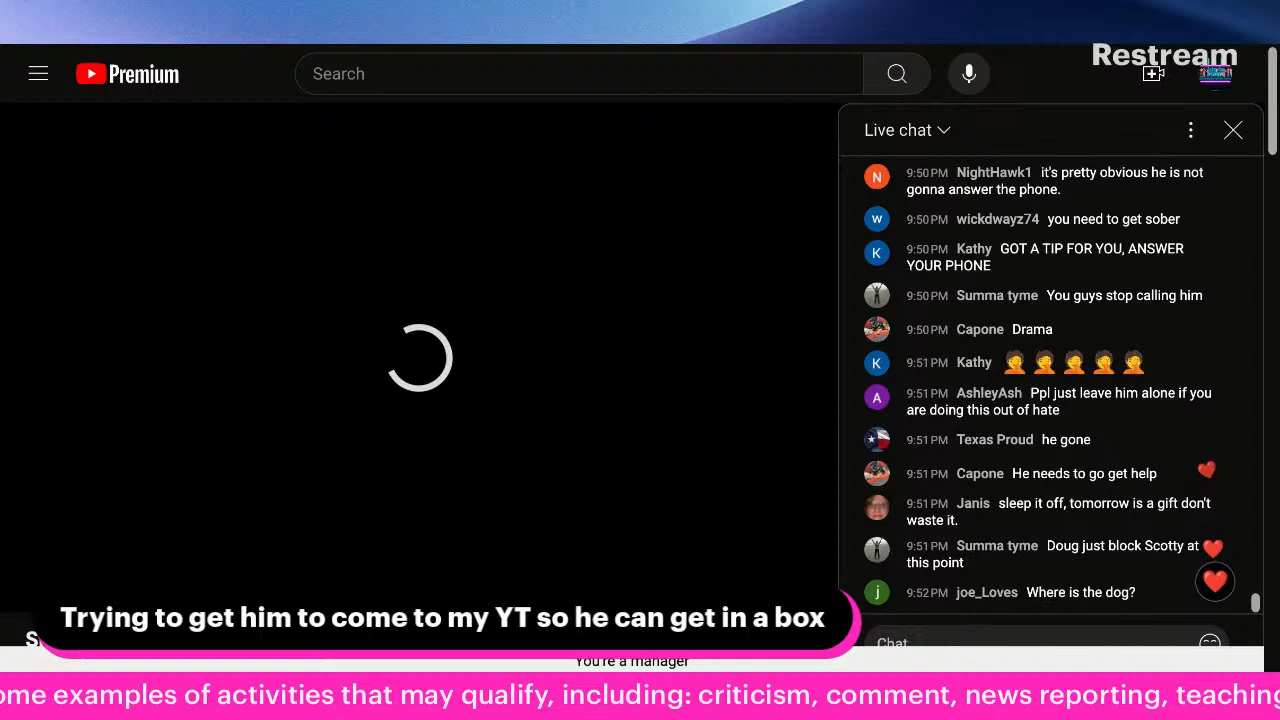 Restream
Premium
Search
Live chat
9:50 PM NightHawk1 it's pretty obvious he is not
gonna answer the phone.
9:50 PM wickdwayz74 you need to get sober
9:50 PM Kathy GOT A TIP FOR YOU, ANSWER
YOUR PHONE
9:50 PM Summa tyme You guys stop calling him
9:50 PM Capone Drama
9:51 PM Kathy
9:51 PM AshleyAsh Ppl just leave him alone if you
are doing this out of hate
9:51 PM Texas Proud he gone
9:51 PM Capone He needs to go get help
9:51 PM Janis sleep it off, tomorrow is a gift don't
waste it.
9:51 PM Summa tyme Doug just block Scotty at
this point
9:52 PM joe_Loves Where is the dog?
Trying to get him to come to my YT so he can get in a box
Chat
You're a manager
ome examples of activities that may qualify, including: criticism, comment, news reporting, teaching